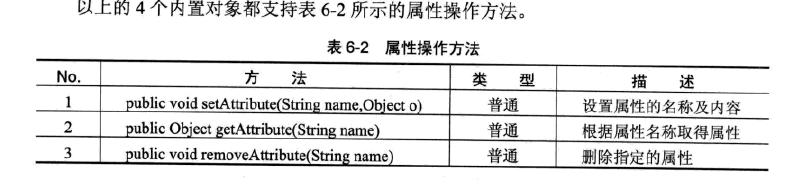 以上的 4 个内置对象都支持表 6-2 所示的属性操作方法。
表 6-2 属性操作方法
No. 方 法 类 型 描 述
1 public void setAttribute(String name,Object o) 普通 设置属性的名称及内容
2 public Object getAttribute(String name) 普通 根据属性名称取得属性
3 public void removeAttribute(String name) 普通 删除指定的属性